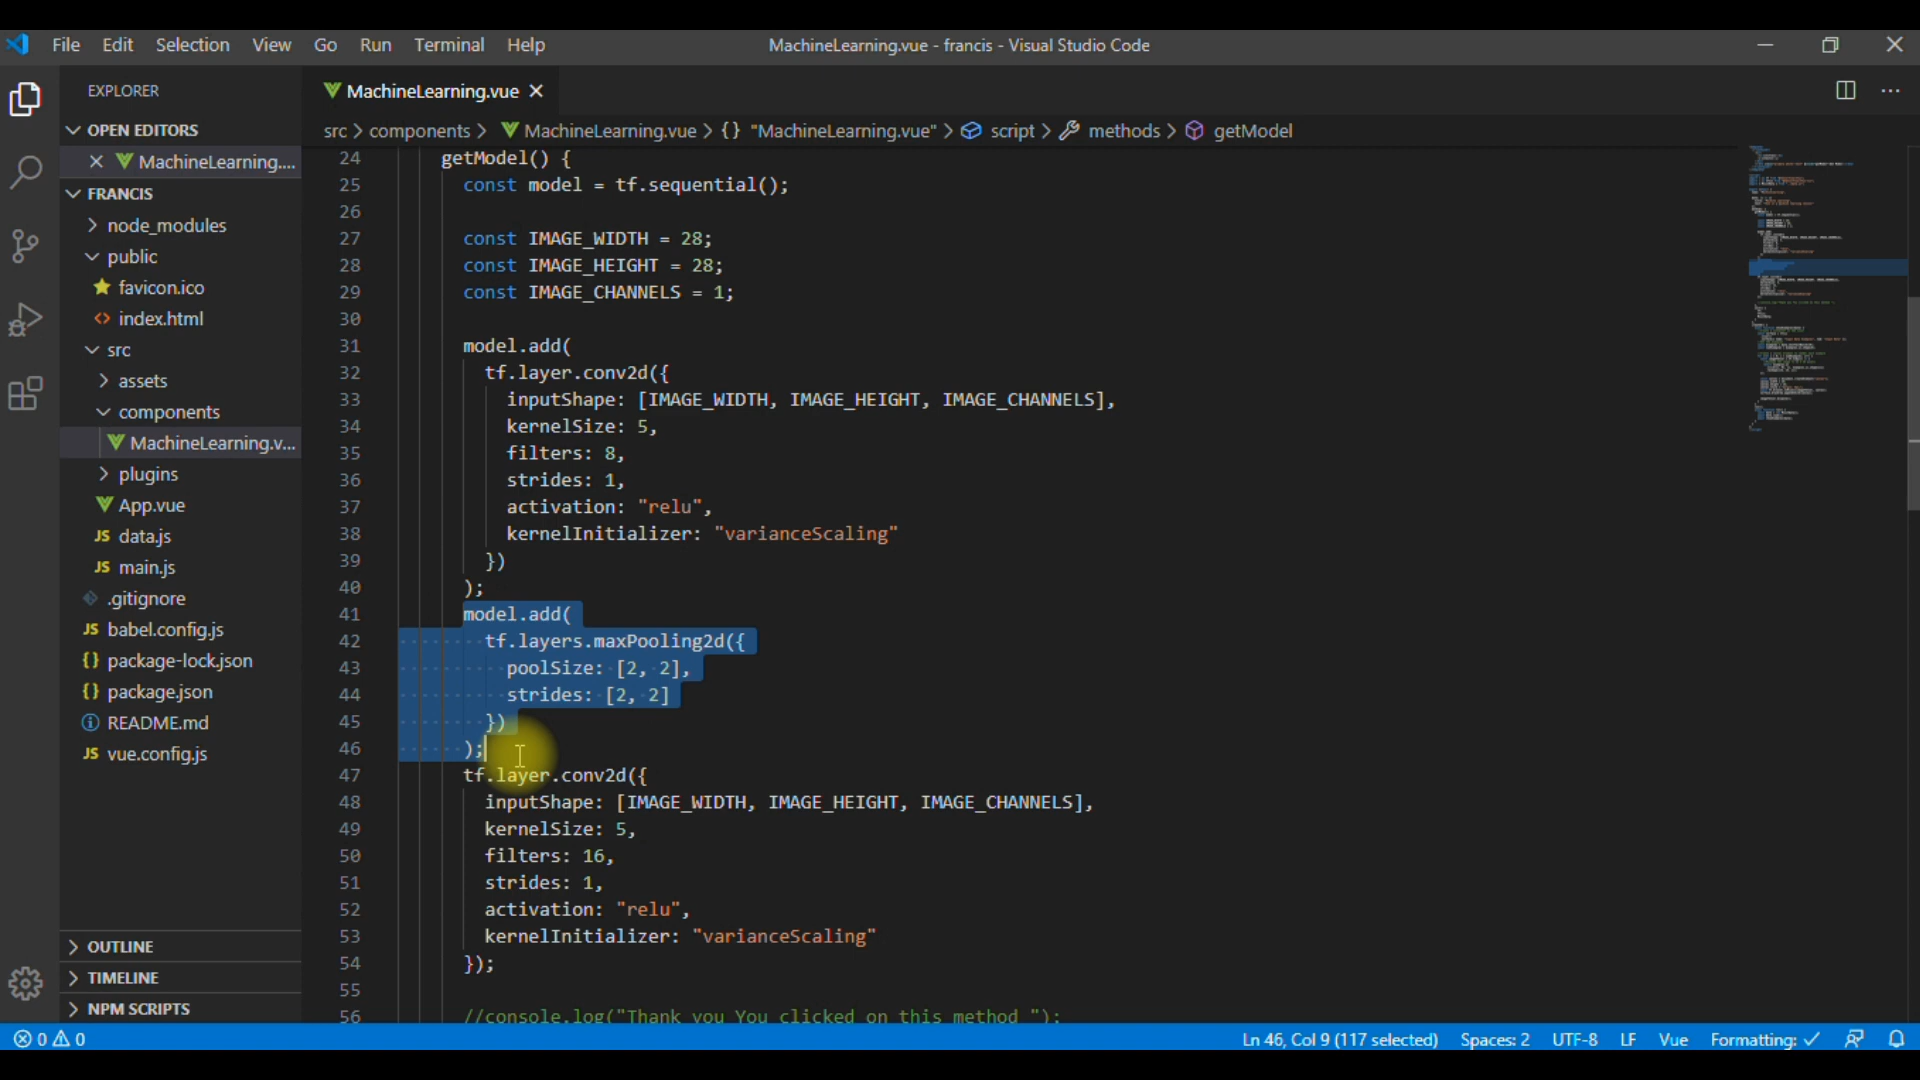 File Edit Selection View Go Run Terminal Help
MachineLearning.vue - francis - Visual Studio Code
EXPLORER
OPEN EDITORS
MachineLearning....
FRANCIS
node_modules
public
favicon.ico
<> index.html
src
assets
components
MachineLearning.v...
plugins
App.vue
JS data.js
JS main.js
.gitignore
JS babel.config.js
{} package-lock.json
{} package.json
README.md
JS vue.config.js
OUTLINE
TIMELINE
NPM SCRIPTS
MachineLearning.vue
src > components > MachineLearning.vue > {} "MachineLearning.vue" > script > methods > getModel
24 getModel() {
25 const model = tf.sequential();
26
27 const IMAGE_WIDTH = 28;
28 const IMAGE_HEIGHT = 28;
29 const IMAGE_CHANNELS = 1;
30
31 model.add(
32 tf.layer.conv2d({
33 inputShape: [IMAGE_WIDTH, IMAGE_HEIGHT, IMAGE_CHANNELS],
34 kernelSize: 5,
35 filters: 8,
36 strides: 1,
37 activation: "relu",
38 kernelInitializer: "varianceScaling"
39 })
40 );
41 model.add(
42 tf.layers.maxPooling2d({
43 poolSize: [2, 2],
44 strides: [2, 2]
45 })
46 );
47 tf.layer.conv2d({
48 inputShape: [IMAGE_WIDTH, IMAGE_HEIGHT, IMAGE_CHANNELS],
49 kernelSize: 5,
50 filters: 16,
51 strides: 1,
52 activation: "relu",
53 kernelInitializer: "varianceScaling"
54 });
55
56 //console.log("Thank you You clicked on this method ");
0 0 Ln 46, Col 9 (117 selected) Spaces: 2 UTF-8 LF Vue Formatting: ✓